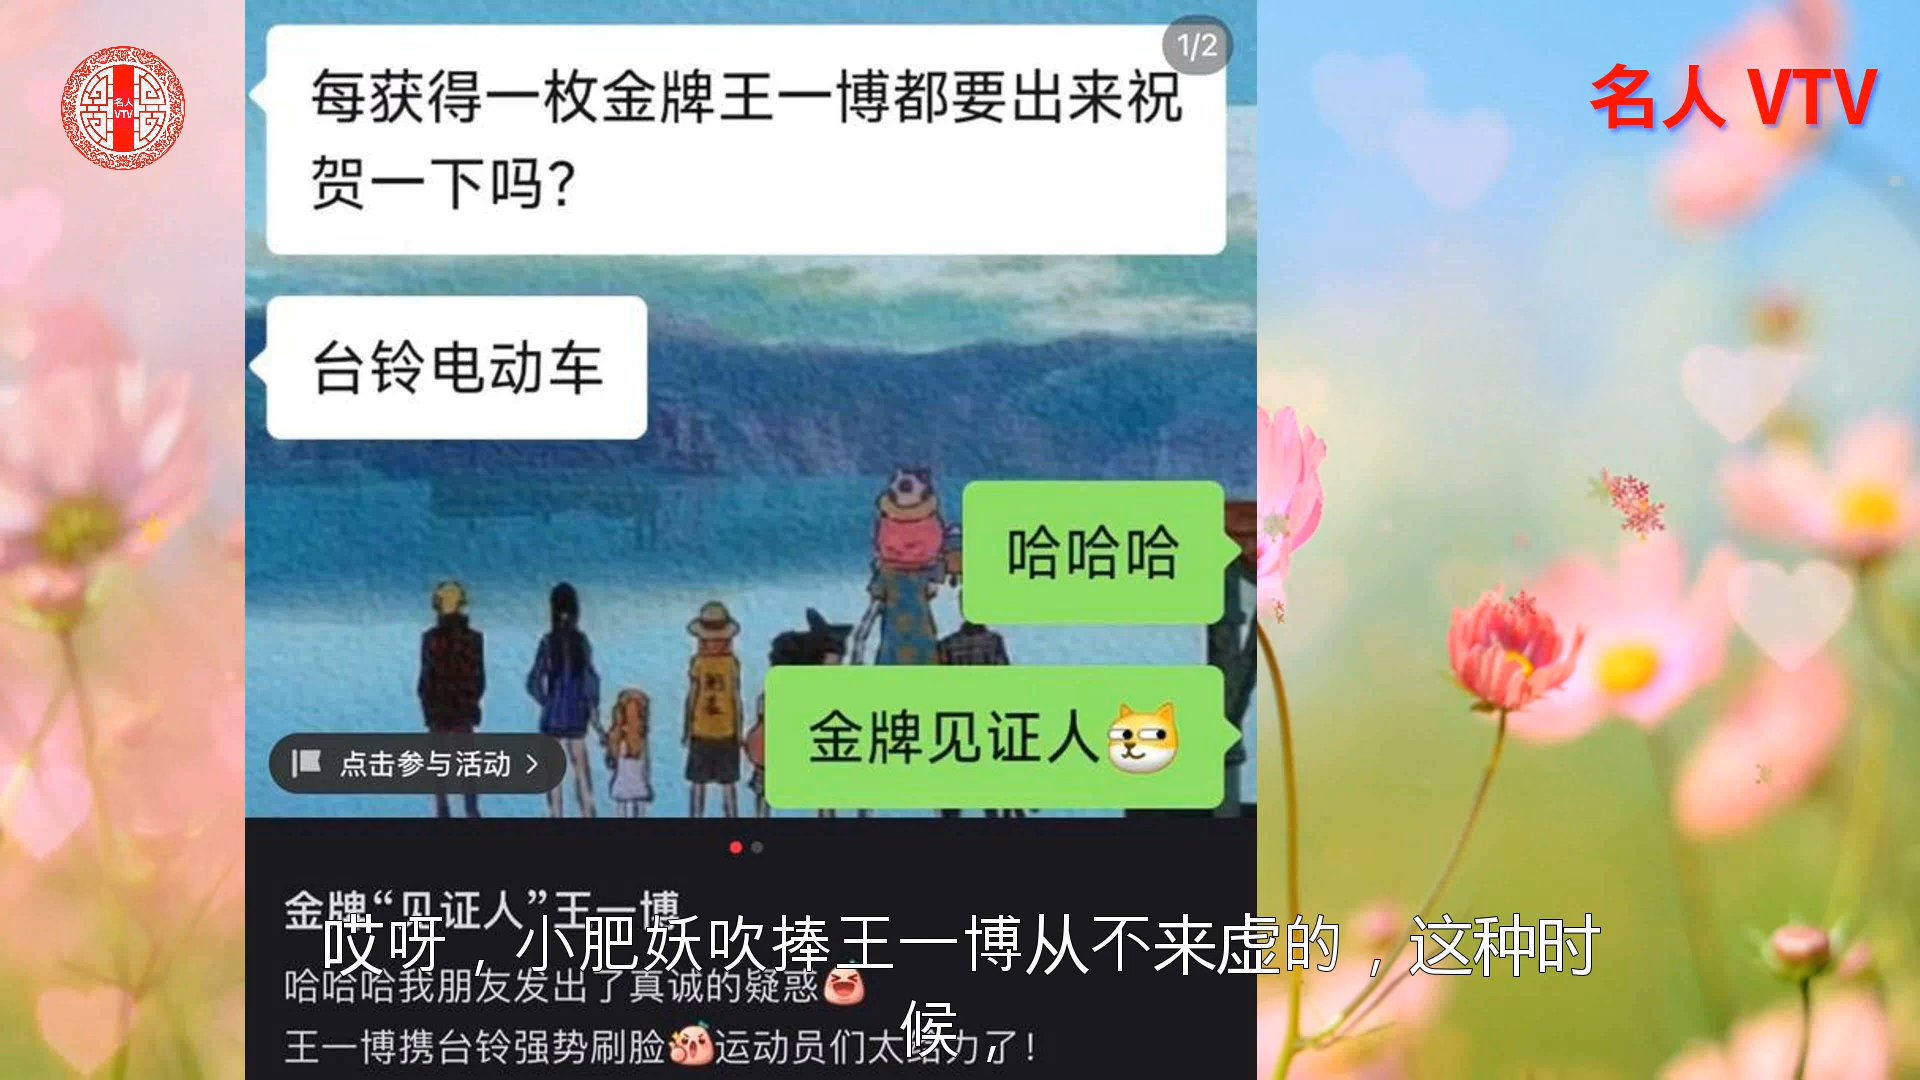 名人
VTV
名人 VTV
1/2
每获得一枚金牌王一博都要出来祝
贺一下吗？
台铃电动车
哈哈哈
金牌见证人
点击参与活动 >
金牌“见证人”王一博
哎呀，小肥妖吹捧王一博从不来虚的，这种时
候，
哈哈哈我朋友发出了真诚的疑惑
王一博携台铃强势刷脸运动员们太给力了！